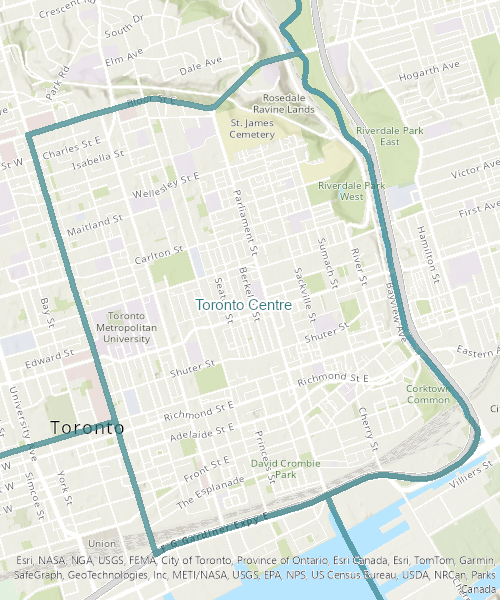 Crescent
South Dr
Park Rd
Elm Ave
Dale Ave
Hogarth Ave
Bloor St E
Rosedale
Ravine Lands
St. James
Cemetery
Riverdale Park
East
Charles St E
St W
Isabella St
Victor Ave
Wellesley St E
Riverdale Park
West
First Ave
Parliament St
Maitland St
Hamilton St
Carlton St
Sumach St
River St
Sackville St
Berkeley St
Seaton St
Bayview Ave
Bay St
Toronto Centre
Toronto
Metropolitan
University
Shuter St
Eastern
Edward St
Shuter St
Richmond St E
Corktown
Common
University Ave
Richmond St E
Cherry St
Toronto
Adelaide St E
Princess St
W
Front St E
David Crombie
Park
York St
Simcoe St
The Esplanade
Villiers St
W
F G Gardiner Expy E
Union
Esri, NASA, NGA, USGS, FEMA, City of Toronto, Province of Ontario, Esri Canada, Esri, TomTom, Garmin,
SafeGraph, GeoTechnologies, Inc, METI/NASA, USGS, EPA, NPS, US Census Bureau, USDA, NRCan, Parks
Canada